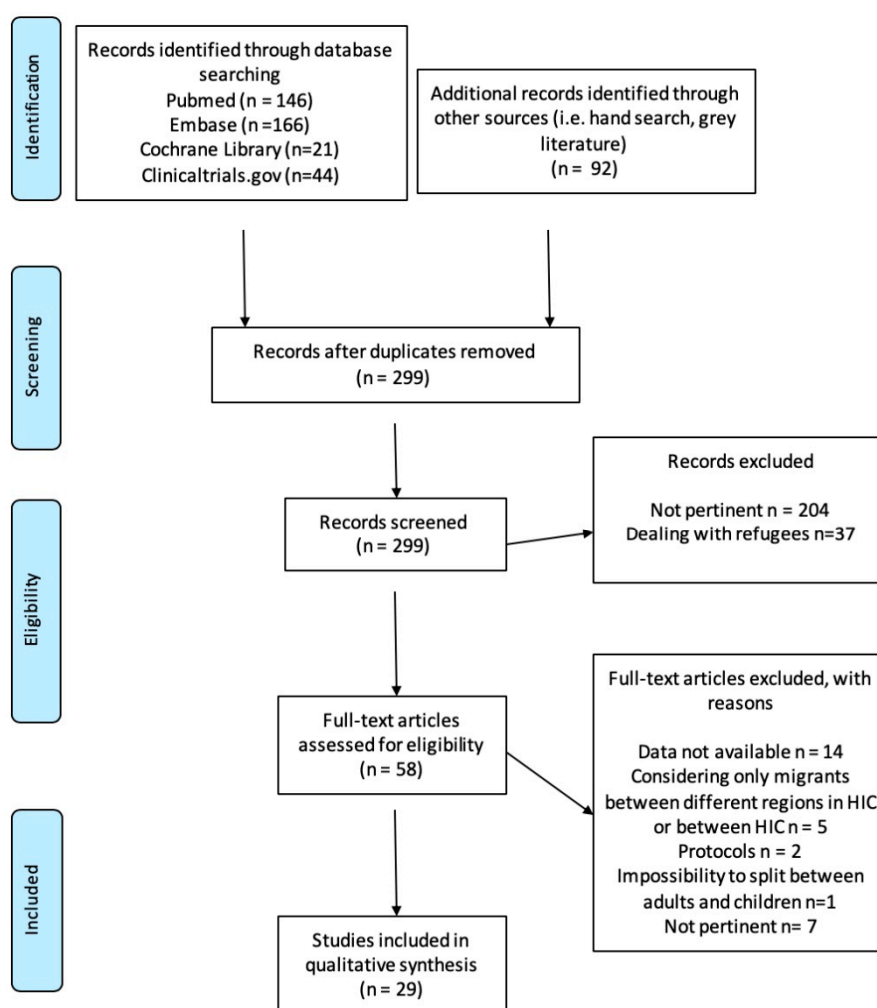 Identification
Records identified through database
searching
Pubmed (n = 146)
Embase (n =166)
Cochrane Library (n=21)
Clinicaltrials.gov (n=44)
Additional records identified through
other sources (i.e. hand search, grey
literature)
(n = 92)
Screening
Records after duplicates removed
(n = 299)
Records screened
(n = 299)
Records excluded
Not pertinent n = 204
Dealing with refugees n=37
Eligibility
Full-text articles
assessed for eligibility
(n = 58)
Full-text articles excluded, with
reasons
Data not available n = 14
Considering only migrants
between different regions in HIC
or between HIC n = 5
Protocols n = 2
Impossibility to split between
adults and children n=1
Not pertinent n= 7
Included
Studies included in
qualitative synthesis
(n = 29)